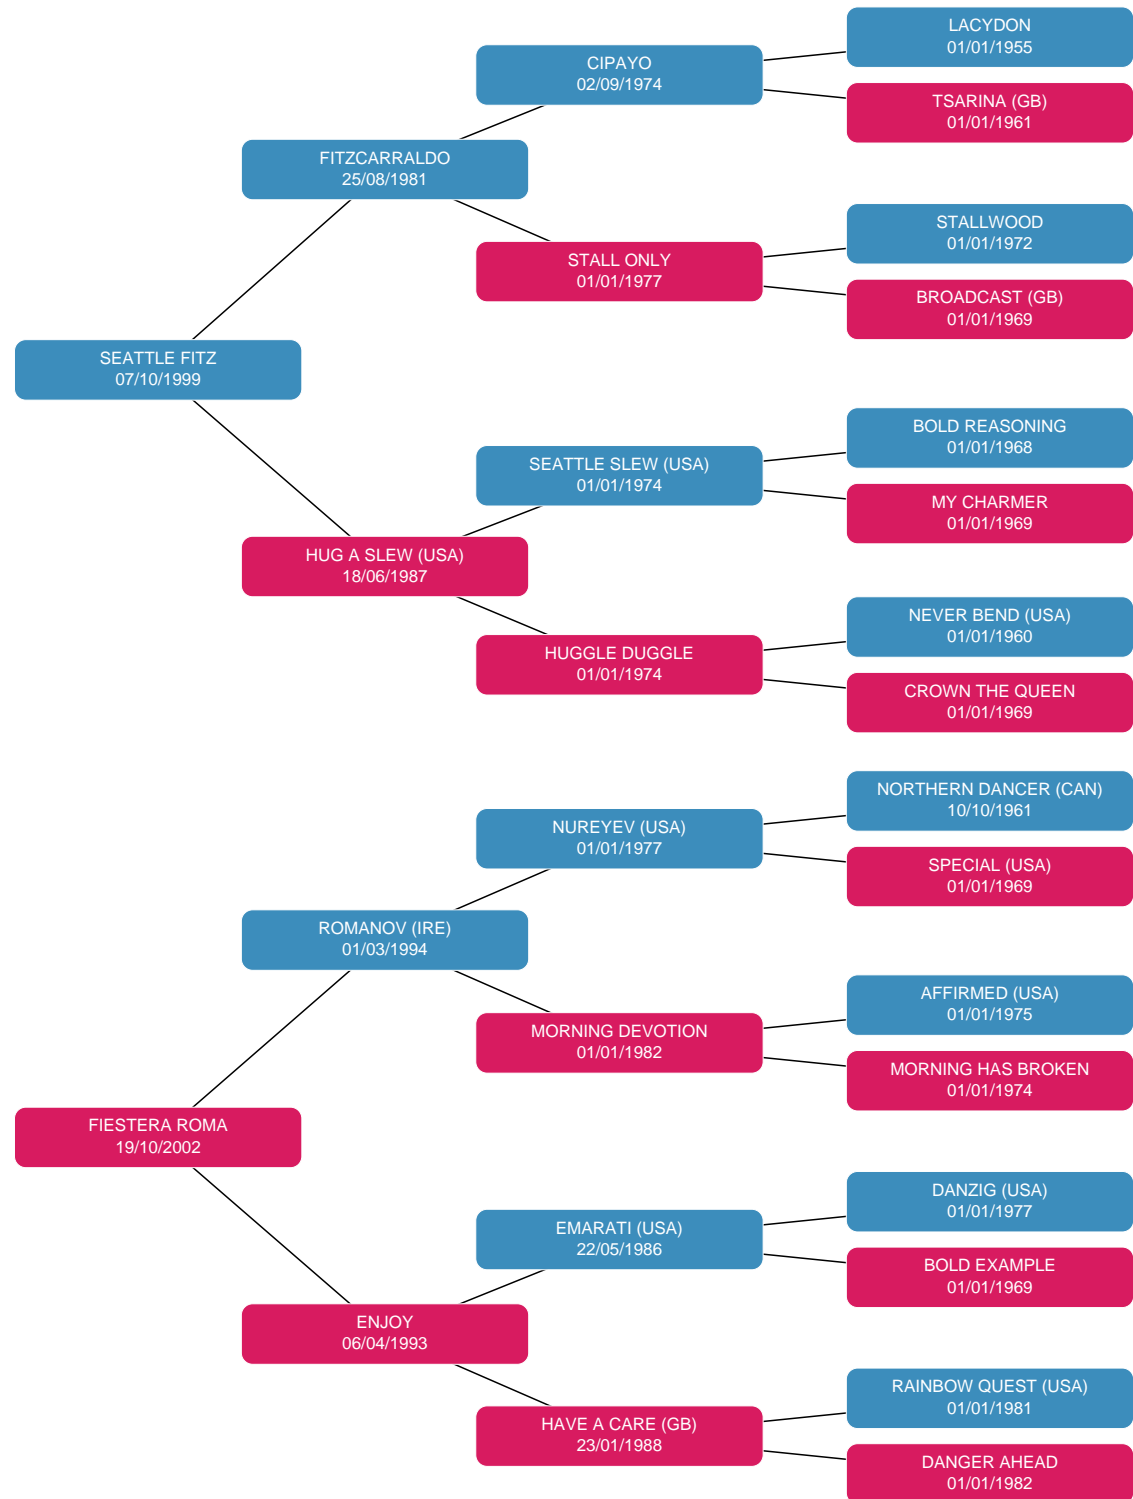 LACYDON
01/01/1955
CIPAYO
02/09/1974
TSARINA (GB)
01/01/1961
FITZCARRALDO
25/08/1981
STALLWOOD
01/01/1972
STALL ONLY
01/01/1977
BROADCAST (GB)
01/01/1969
SEATTLE FITZ
07/10/1999
BOLD REASONING
01/01/1968
SEATTLE SLEW (USA)
01/01/1974
MY CHARMER
01/01/1969
HUG A SLEW (USA)
18/06/1987
NEVER BEND (USA)
01/01/1960
HUGGLE DUGGLE
01/01/1974
CROWN THE QUEEN
01/01/1969
NORTHERN DANCER (CAN)
10/10/1961
NUREYEV (USA)
01/01/1977
SPECIAL (USA)
01/01/1969
ROMANOV (IRE)
01/03/1994
AFFIRMED (USA)
01/01/1975
MORNING DEVOTION
01/01/1982
MORNING HAS BROKEN
01/01/1974
FIESTERA ROMA
19/10/2002
DANZIG (USA)
01/01/1977
EMARATI (USA)
22/05/1986
BOLD EXAMPLE
01/01/1969
ENJOY
06/04/1993
RAINBOW QUEST (USA)
01/01/1981
HAVE A CARE (GB)
23/01/1988
DANGER AHEAD
01/01/1982